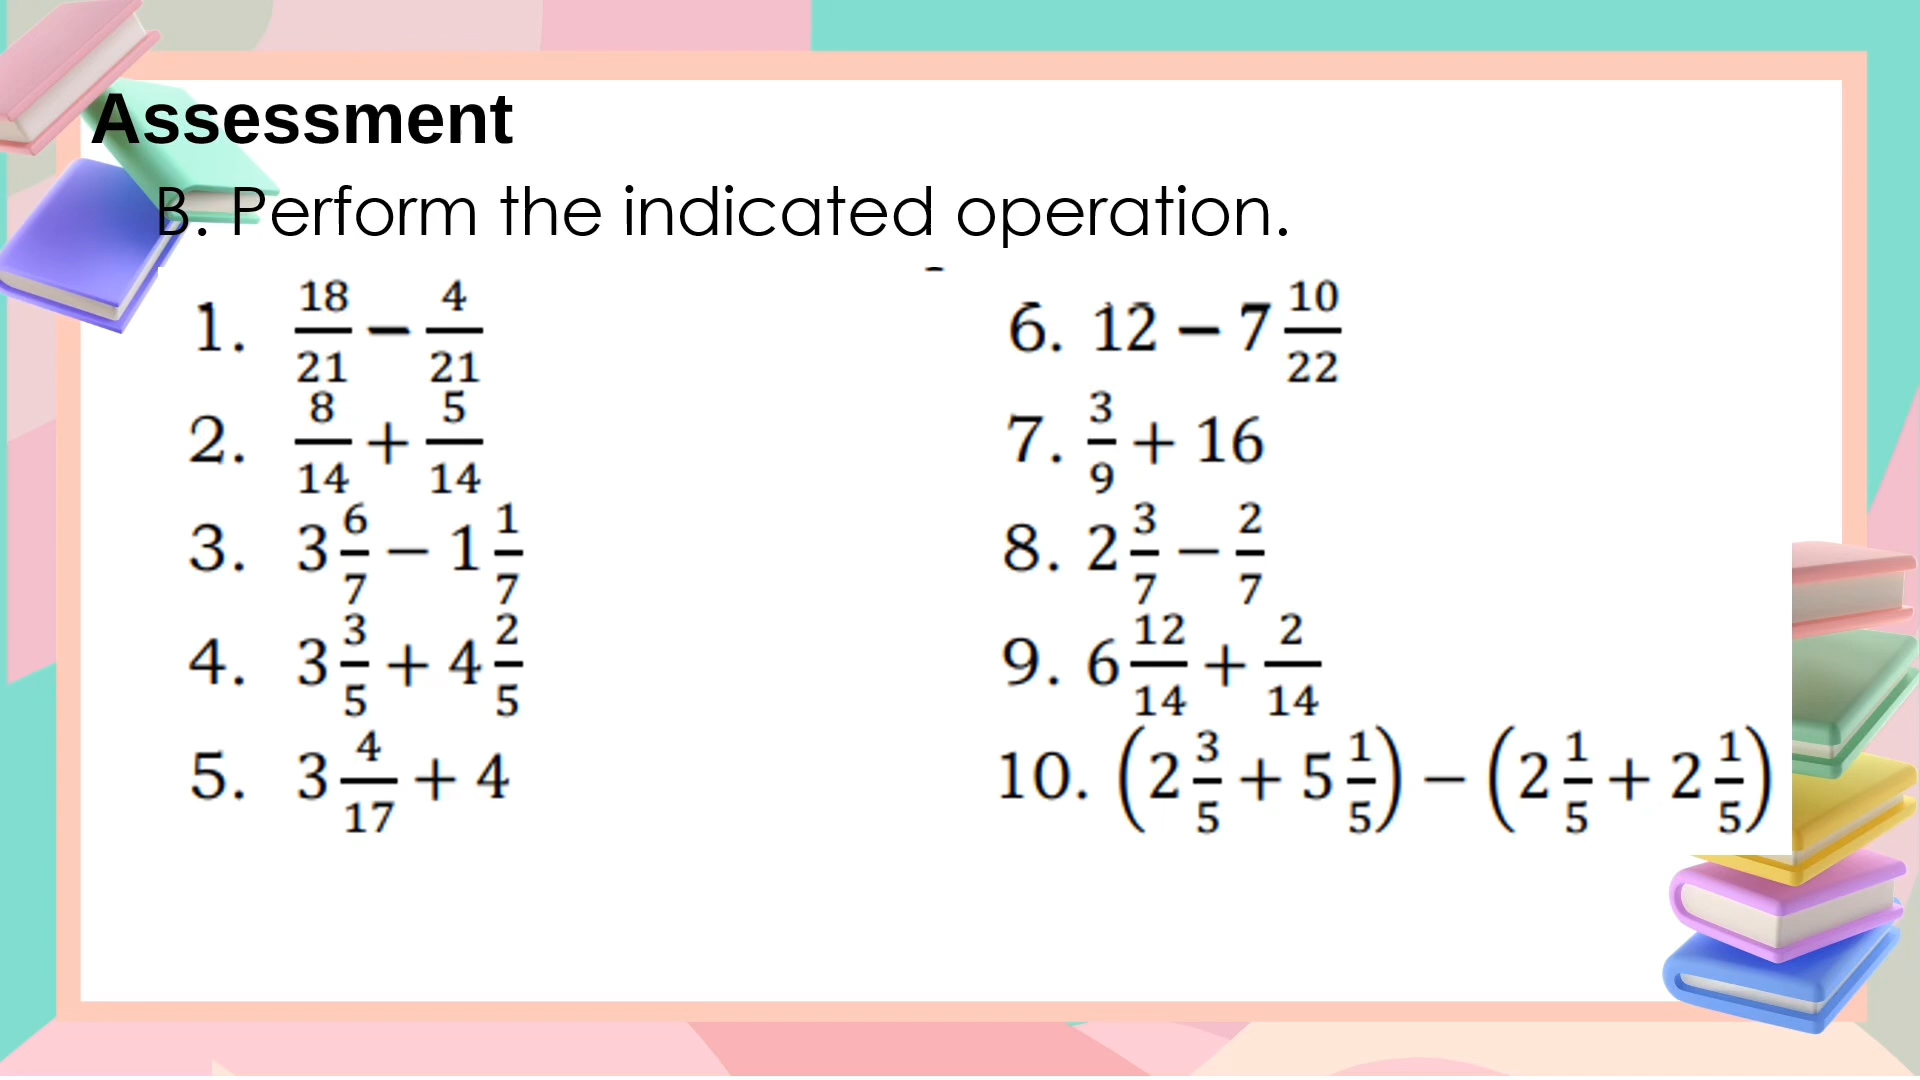 Assessment
B. Perform the indicated operation.
1. 18/21 − 4/21
2. 8/14 + 5/14
3. 3 6/7 − 1 1/7
4. 3 3/5 + 4 2/5
5. 3 4/17 + 4
6. 12 − 7 10/22
7. 3/9 + 16
8. 2 3/7 − 2/7
9. 6 12/14 + 2/14
10. (2 3/5 + 5 1/5) − (2 1/5 + 2 1/5)